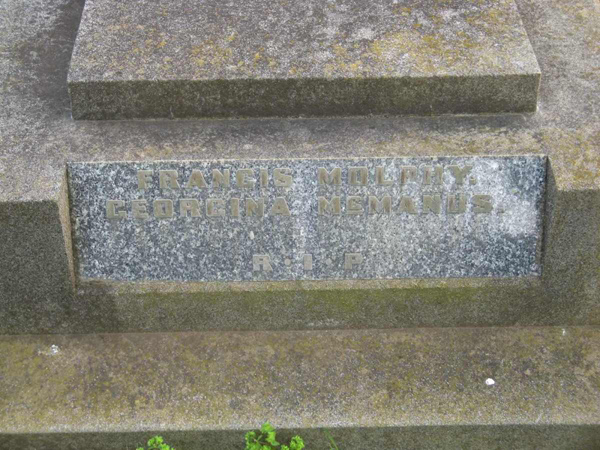 FRANCIS MOLPHY.
GEORGINA McMANUS.
R·I·P